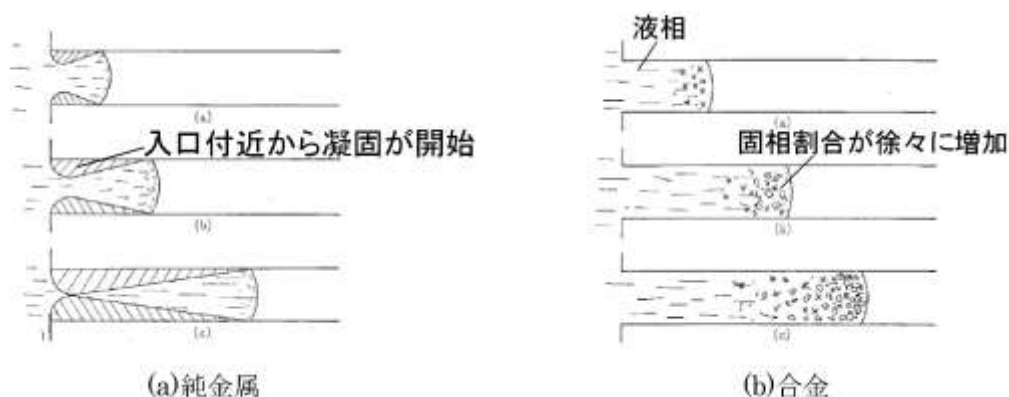 (a)
入口付近から凝固が開始
(b)
(c)
(a)純金属
液相
(a)
固相割合が徐々に増加
(b)
(c)
(b)合金